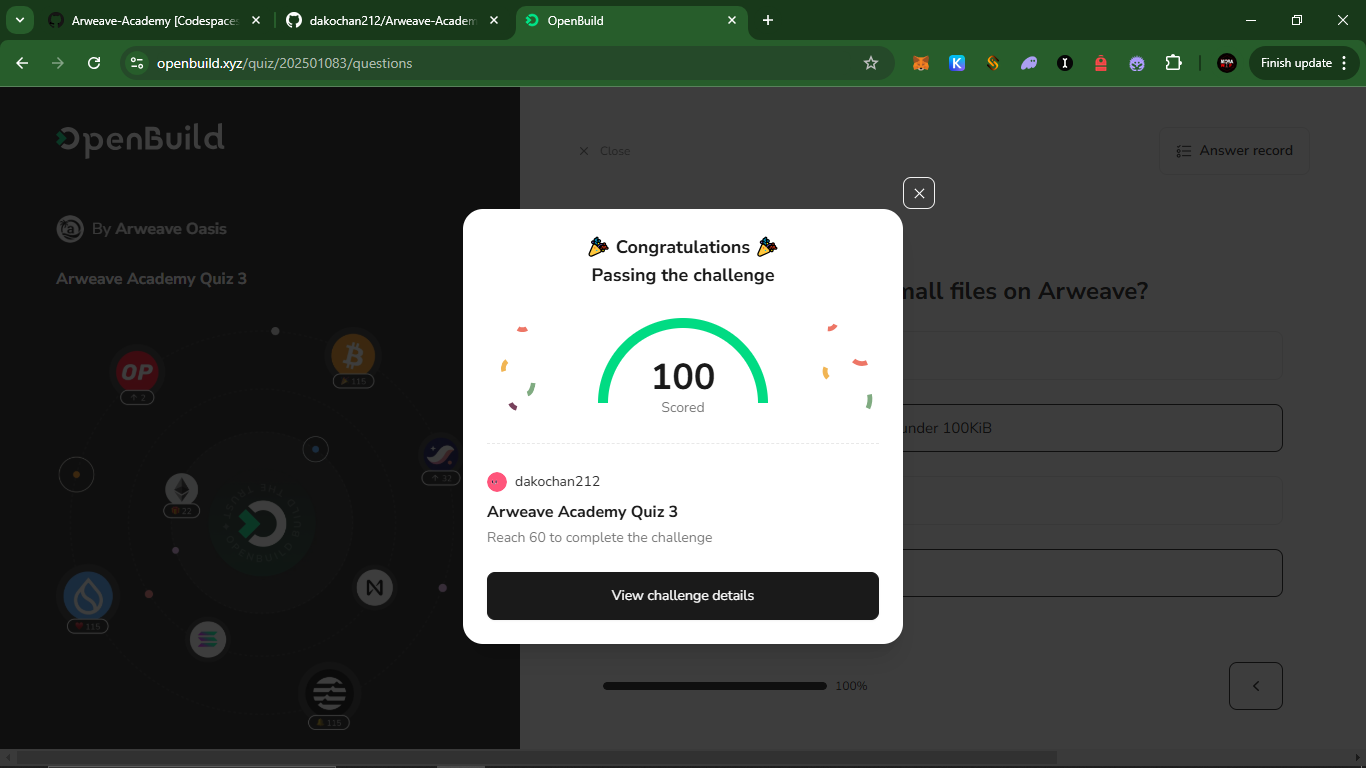 Arweave-Academy [Codespaces
dakochan212/Arweave-Academ
OpenBuild
openbuild.xyz/quiz/202501083/questions
Finish update
OpenBuild
By Arweave Oasis
Arweave Academy Quiz 3
OP
2
115
32
22
115
115
Close
Answer record
mall files on Arweave?
under 100KiB
100%
🎉 Congratulations 🎉
Passing the challenge
100
Scored
dakochan212
Arweave Academy Quiz 3
Reach 60 to complete the challenge
View challenge details